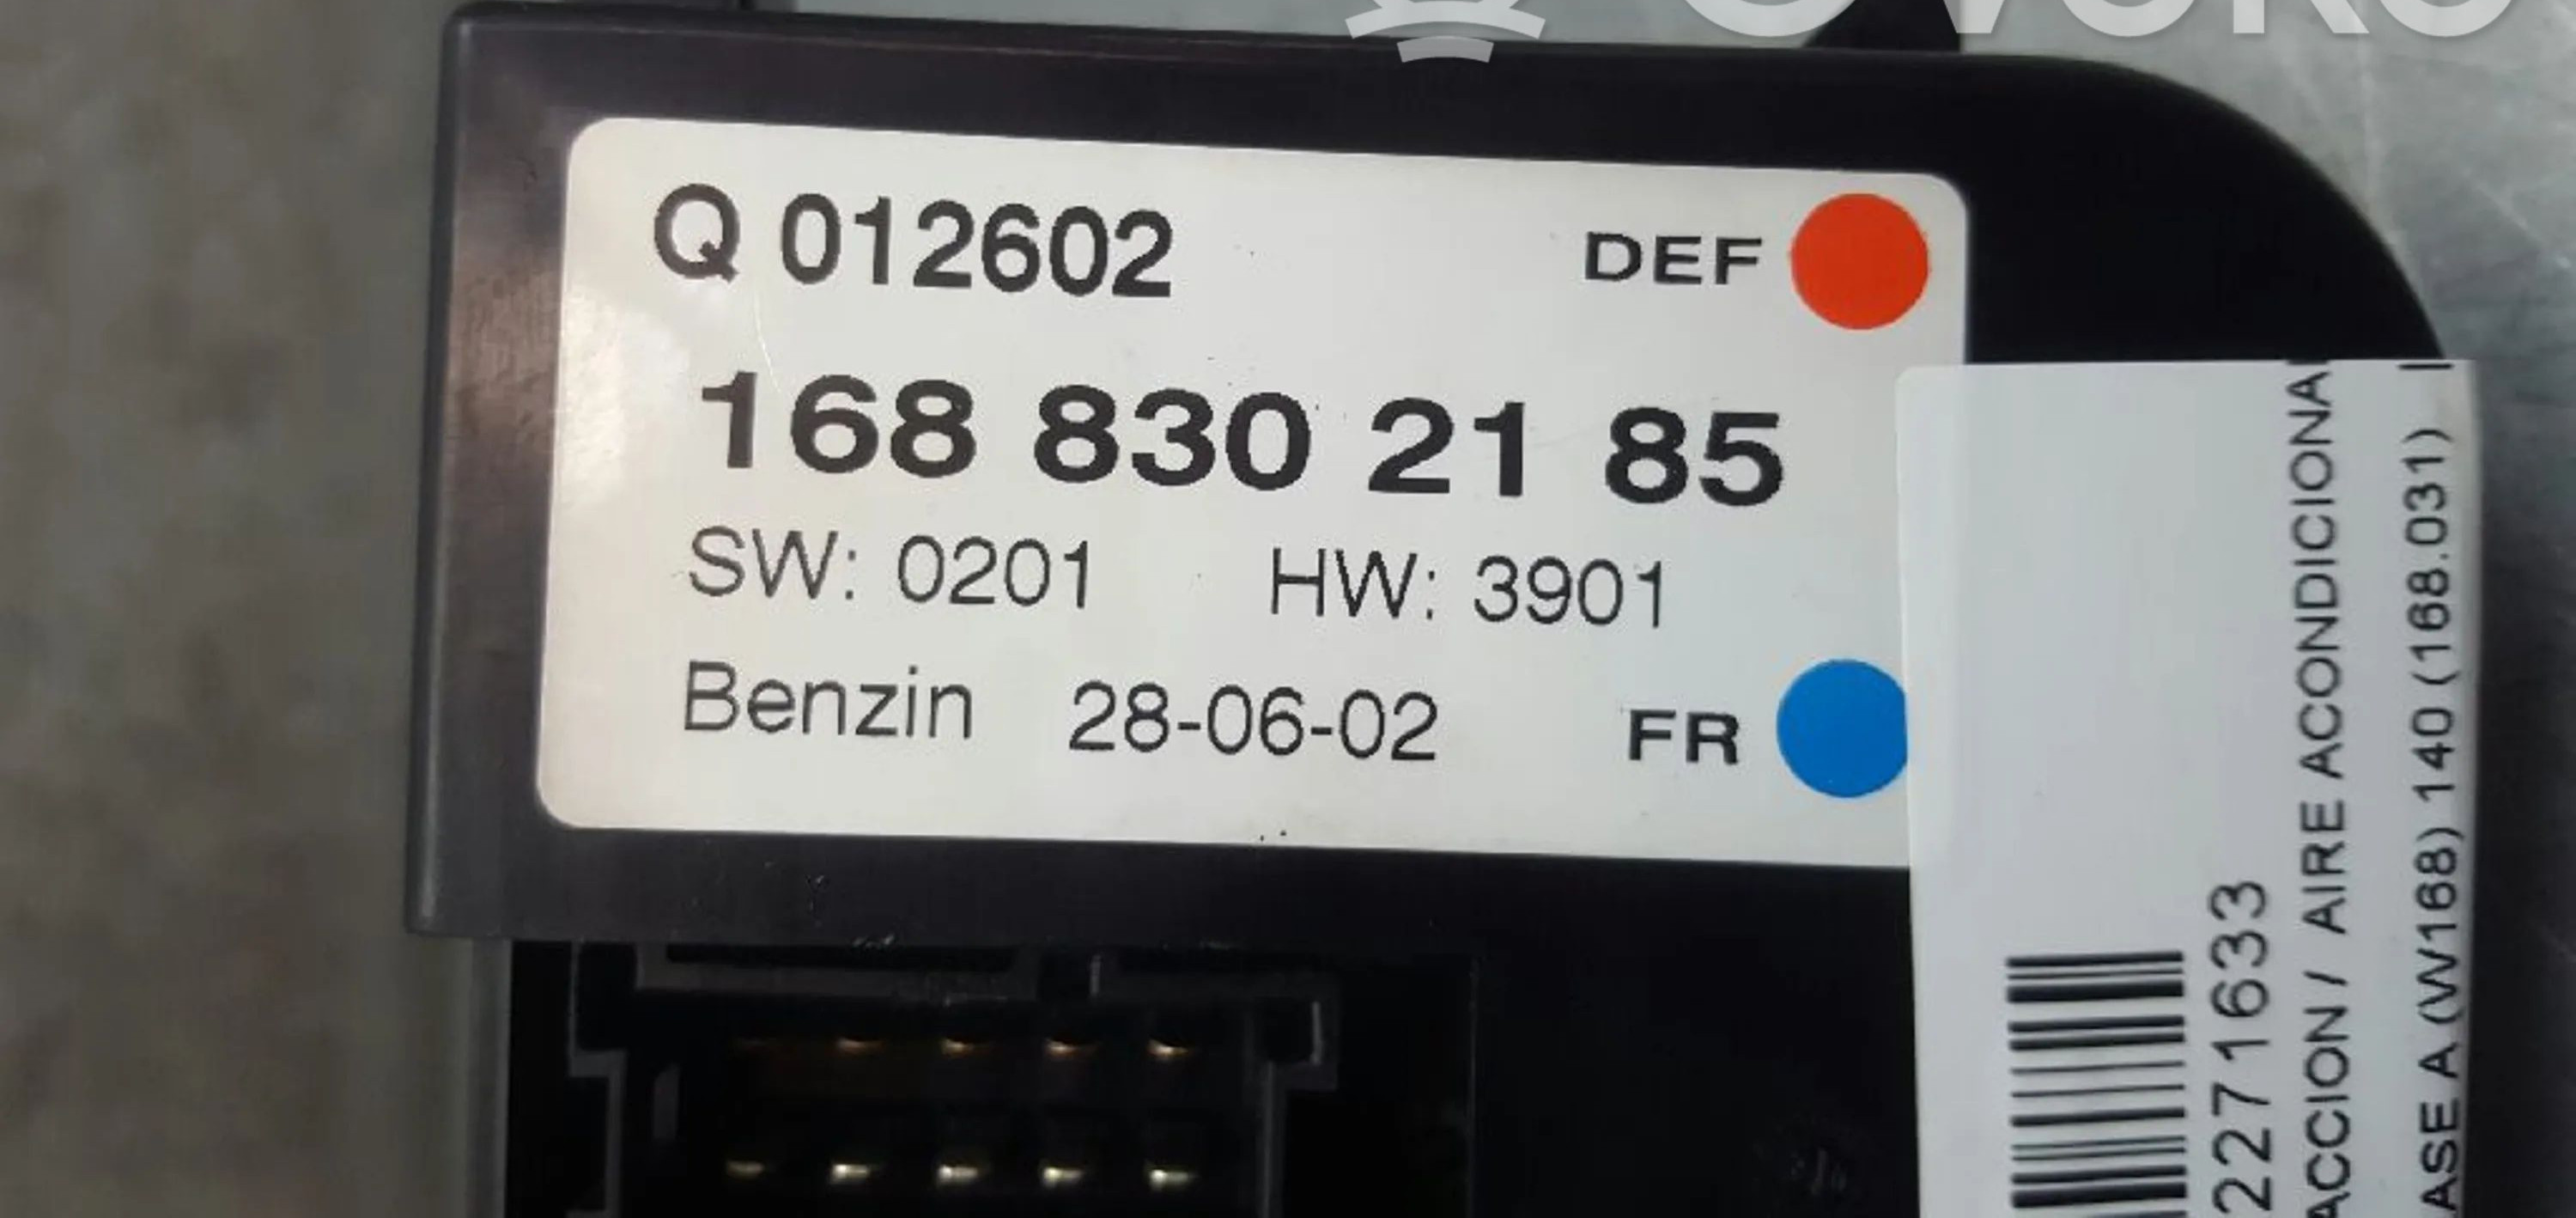 Q 012602 DEF
168 830 21 85
SW: 0201 HW: 3901
Benzin 28-06-02 FR
2271633
ACCION / AIRE ACONDICIONA
ASE A (W168) 140 (168.031)